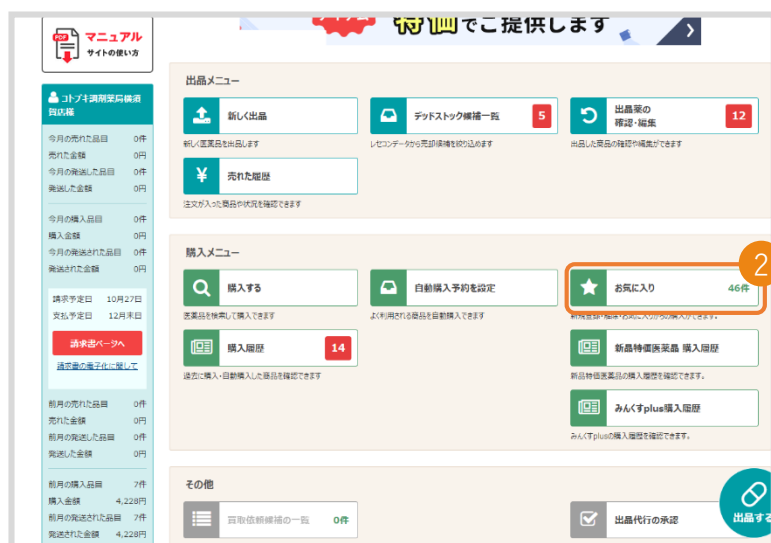 特価でご提供します
PDF
マニュアル
サイトの使い方
コトブキ調剤薬局横須
賀店様
今月の売れた品目 0件
売れた金額 0円
今月の発送した品目 0件
発送した金額 0円
今月の購入品目 0件
購入金額 0円
今月の発送された品目 0件
発送された金額 0円
請求予定日 10月27日
支払予定日 12月末日
請求書ページへ
請求書の電子化に関して
前月の売れた品目 0件
売れた金額 0円
前月の発送した品目 0件
発送した金額 0円
前月の購入品目 7件
購入金額 4,228円
前月の発送された品目 7件
発送された金額 4,228円
出品メニュー
新しく出品
新しく医薬品を出品します
デッドストック候補一覧 5
レセコンデータから売却候補を絞り込めます
出品薬の
確認・編集 12
出品した商品の確認や編集ができます
¥ 売れた履歴
注文が入った商品や状況を確認できます
購入メニュー
購入する
医薬品を検索して購入できます
自動購入予約を設定
よく利用される商品を自動購入できます
2
お気に入り 46件
新規登録・解除・お気に入りからの購入ができます。
購入履歴 14
過去に購入・自動購入した商品を確認できます
新品特価医薬品 購入履歴
新品特価医薬品の購入履歴を確認できます。
みんくすplus購入履歴
みんくすplusの購入履歴を確認できます。
その他
買取依頼候補の一覧 0件
出品代行の承認
出品する